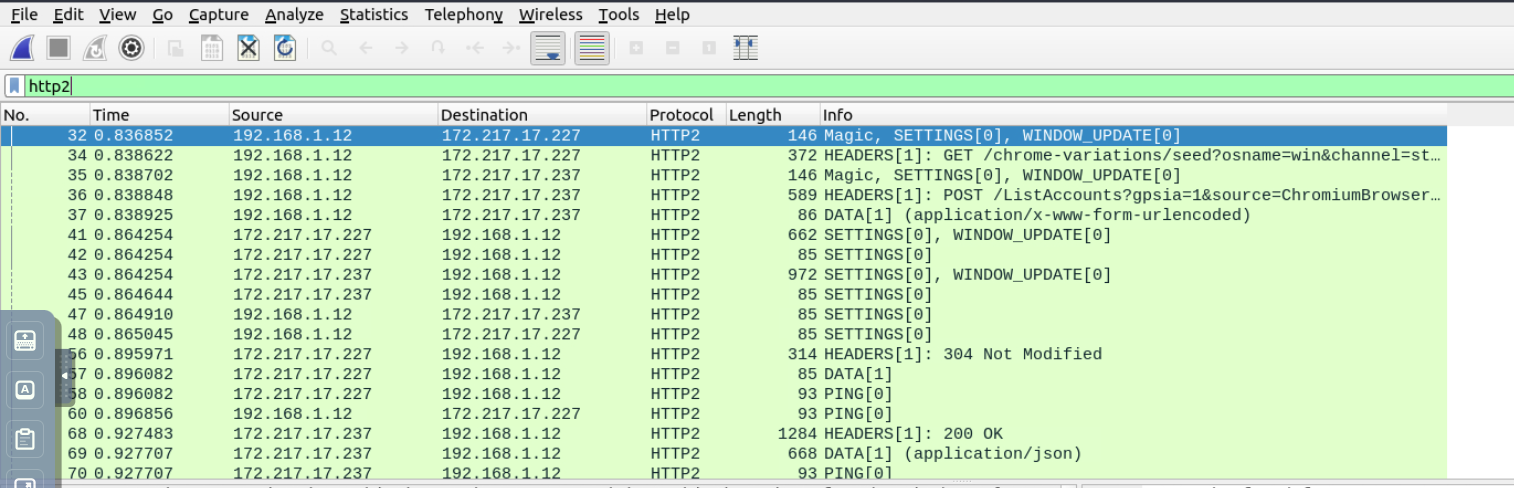 File Edit View Go Capture Analyze Statistics Telephony Wireless Tools Help
http2
No. Time Source Destination Protocol Length Info
32 0.836852 192.168.1.12 172.217.17.227 HTTP2 146 Magic, SETTINGS[0], WINDOW_UPDATE[0]
34 0.838622 192.168.1.12 172.217.17.227 HTTP2 372 HEADERS[1]: GET /chrome-variations/seed?osname=win&channel=st…
35 0.838702 192.168.1.12 172.217.17.237 HTTP2 146 Magic, SETTINGS[0], WINDOW_UPDATE[0]
36 0.838848 192.168.1.12 172.217.17.237 HTTP2 589 HEADERS[1]: POST /ListAccounts?gpsia=1&source=ChromiumBrowser…
37 0.838925 192.168.1.12 172.217.17.237 HTTP2 86 DATA[1] (application/x-www-form-urlencoded)
41 0.864254 172.217.17.227 192.168.1.12 HTTP2 662 SETTINGS[0], WINDOW_UPDATE[0]
42 0.864254 172.217.17.227 192.168.1.12 HTTP2 85 SETTINGS[0]
43 0.864254 172.217.17.237 192.168.1.12 HTTP2 972 SETTINGS[0], WINDOW_UPDATE[0]
45 0.864644 172.217.17.237 192.168.1.12 HTTP2 85 SETTINGS[0]
47 0.864910 192.168.1.12 172.217.17.237 HTTP2 85 SETTINGS[0]
48 0.865045 192.168.1.12 172.217.17.227 HTTP2 85 SETTINGS[0]
56 0.895971 172.217.17.227 192.168.1.12 HTTP2 314 HEADERS[1]: 304 Not Modified
57 0.896082 172.217.17.227 192.168.1.12 HTTP2 85 DATA[1]
58 0.896082 172.217.17.227 192.168.1.12 HTTP2 93 PING[0]
60 0.896856 192.168.1.12 172.217.17.227 HTTP2 93 PING[0]
68 0.927483 172.217.17.237 192.168.1.12 HTTP2 1284 HEADERS[1]: 200 OK
69 0.927707 172.217.17.237 192.168.1.12 HTTP2 668 DATA[1] (application/json)
70 0.927707 172.217.17.237 192.168.1.12 HTTP2 93 PING[0]